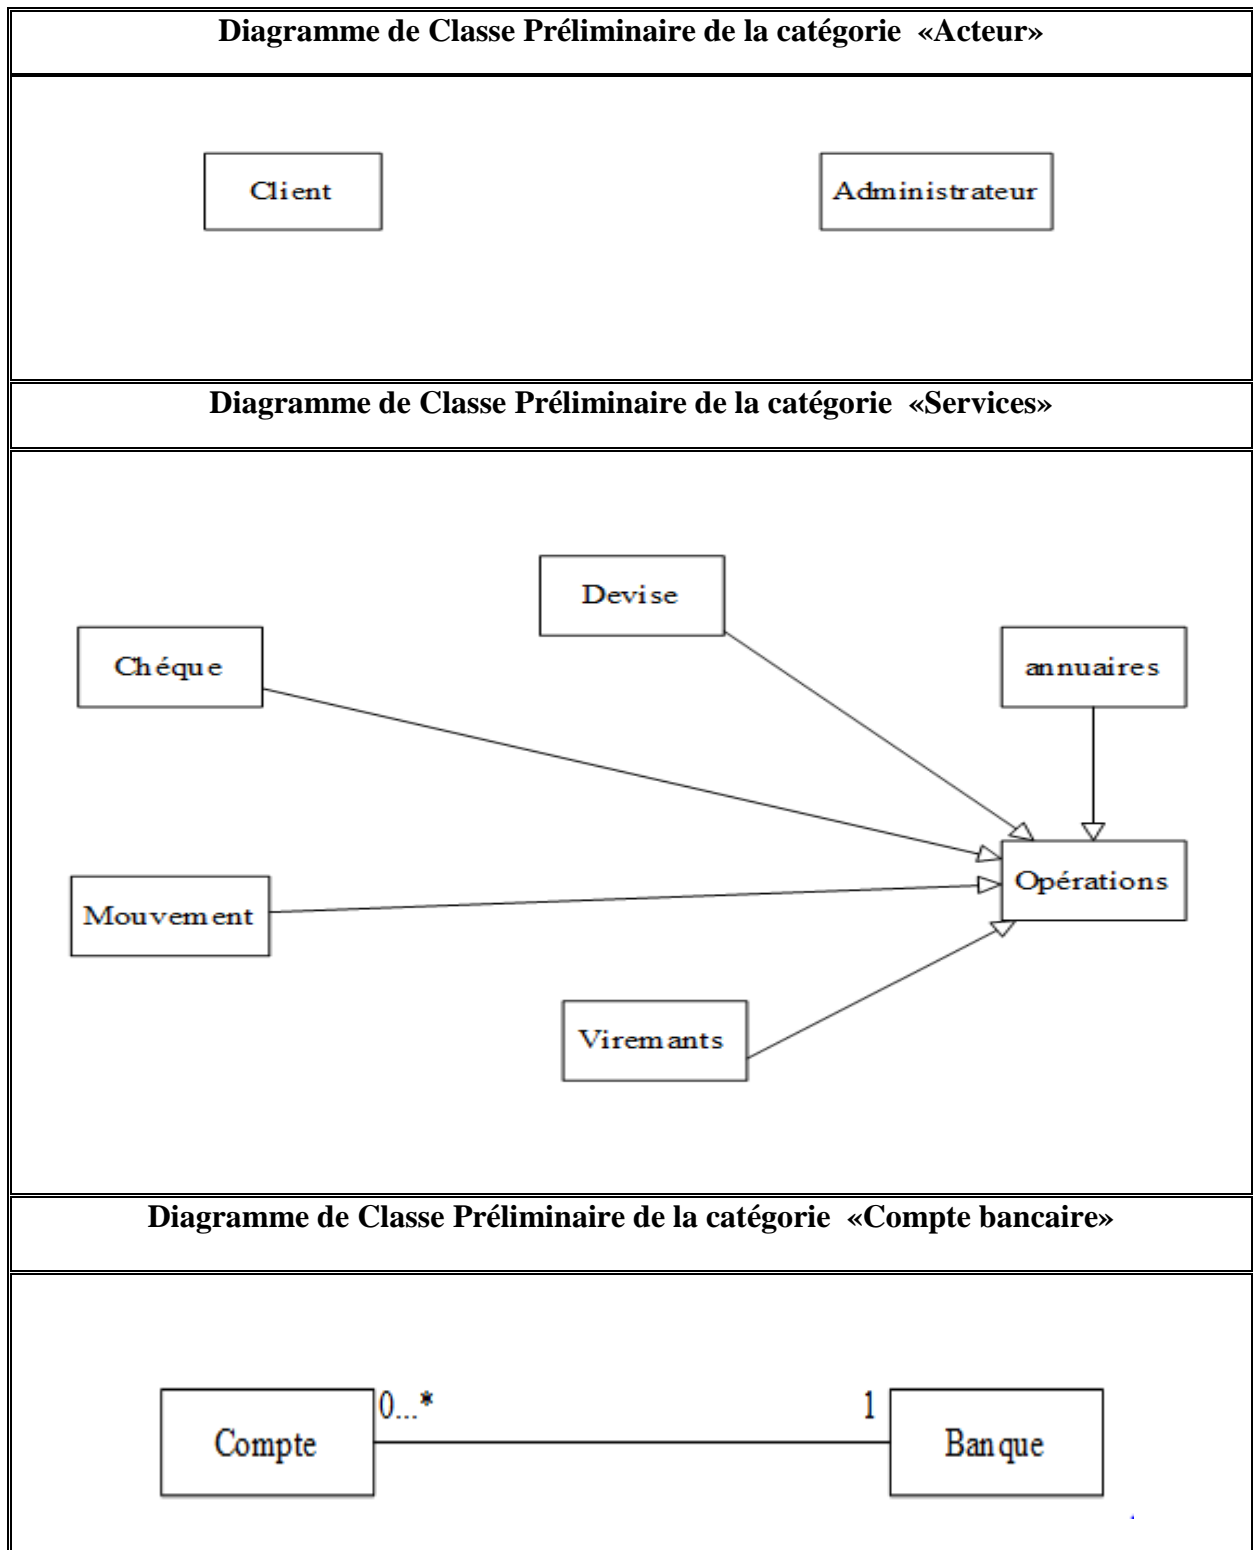 Diagramme de Classe Préliminaire de la catégorie «Acteur»
Client
Administrateur
Diagramme de Classe Préliminaire de la catégorie «Services»
Devise
Chéque
annuaires
Opérations
Mouvement
Viremants
Diagramme de Classe Préliminaire de la catégorie «Compte bancaire»
0...*
1
Compte
Banque